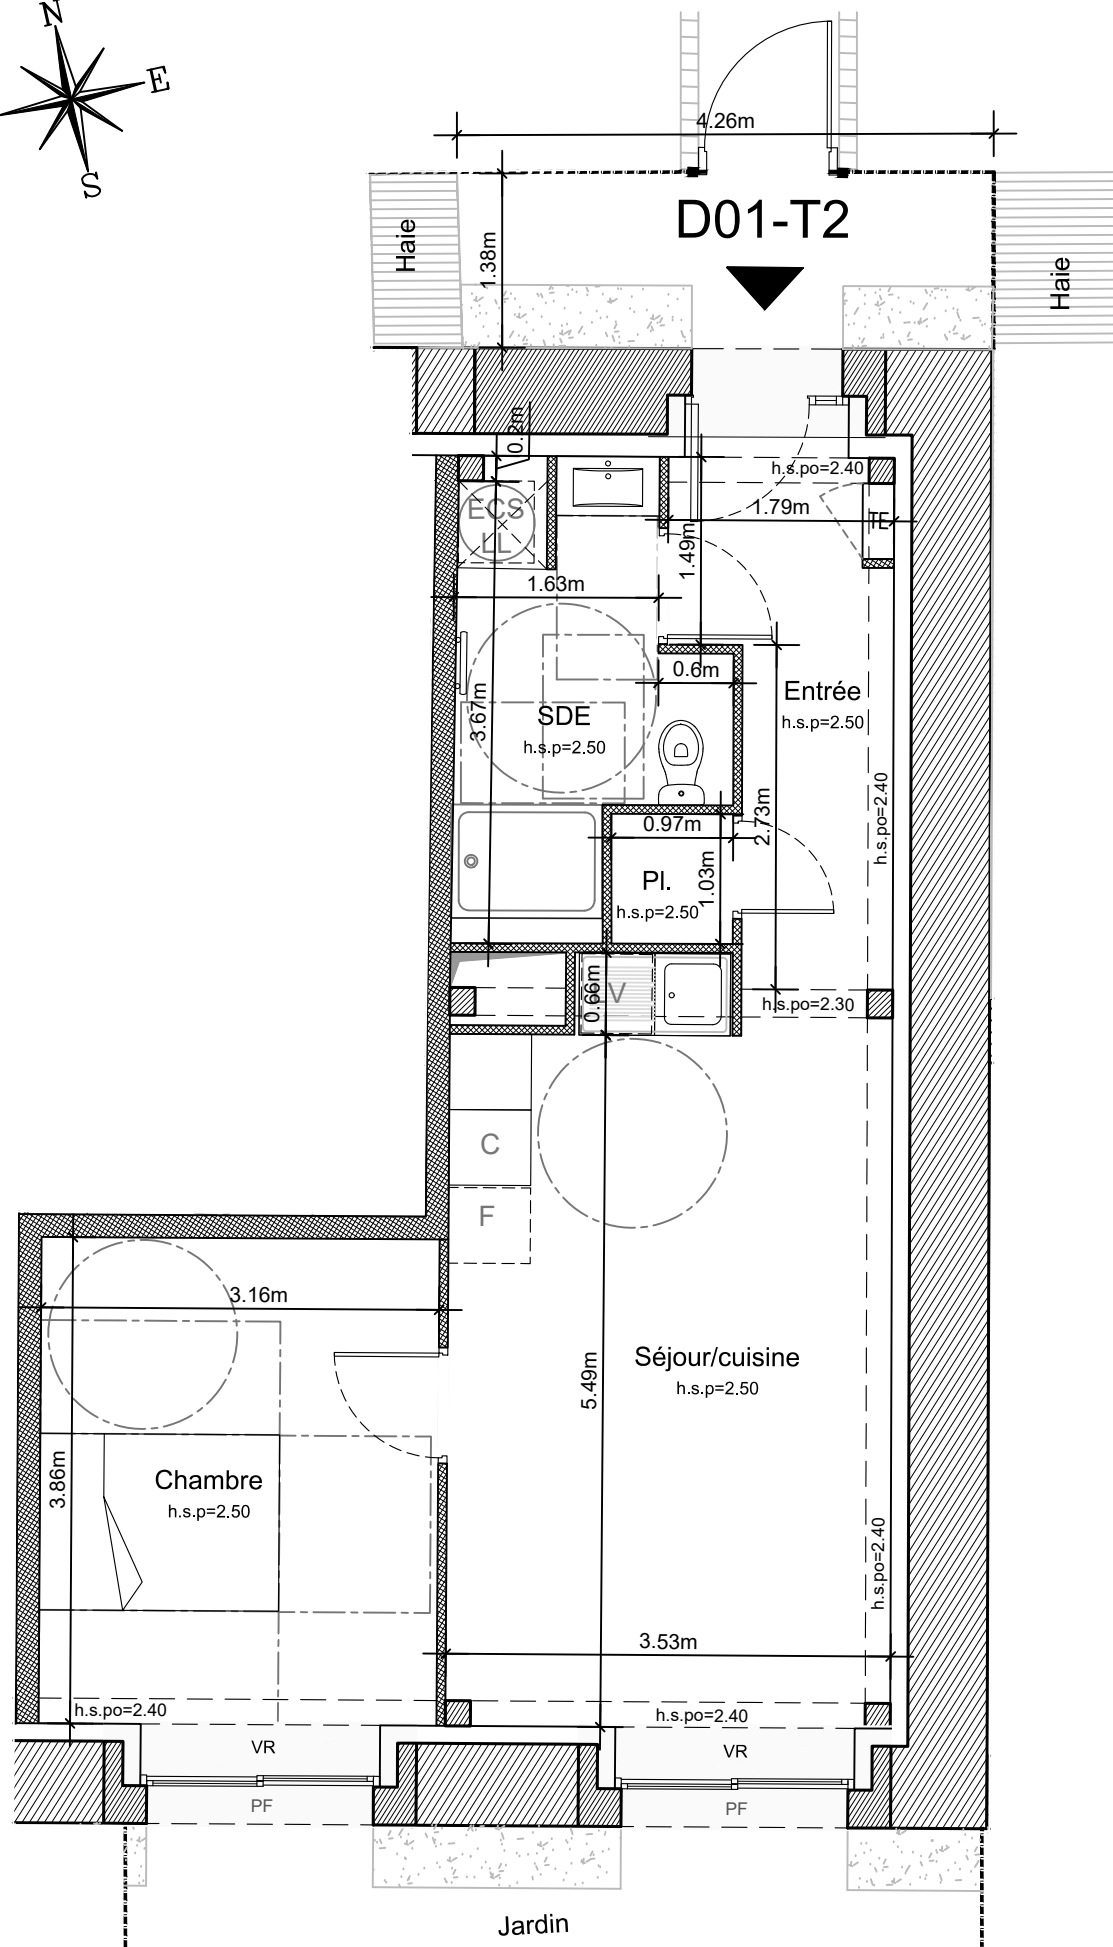 N
E
S
4.26m
D01-T2
Haie
1.38m
Haie
0.2m
h.s.po=2.40
ECS
LL
1.79m
TE
1.49m
1.63m
0.6m
Entrée
h.s.p=2.50
3.67m
SDE
h.s.p=2.50
2.73m
h.s.po=2.40
0.97m
Pl.
h.s.p=2.50
1.03m
0.66m
V
h.s.po=2.30
C
F
3.16m
Séjour/cuisine
h.s.p=2.50
5.49m
Chambre
h.s.p=2.50
3.86m
h.s.po=2.40
3.53m
h.s.po=2.40
h.s.po=2.40
VR
VR
PF
PF
Jardin